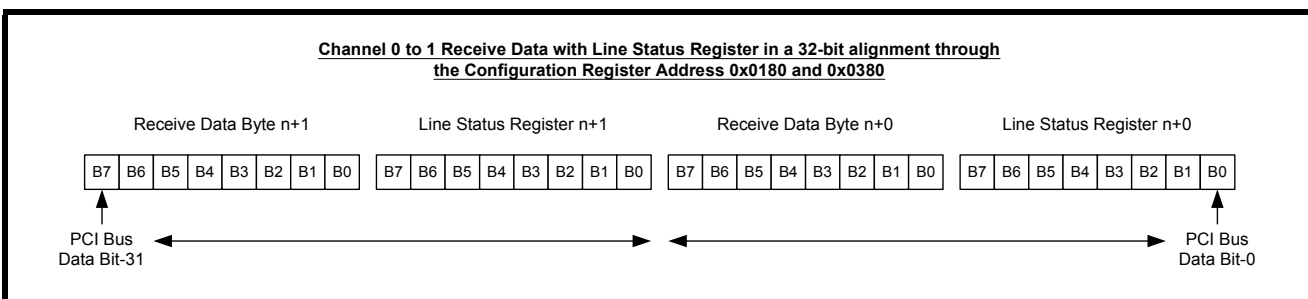 Channel 0 to 1 Receive Data with Line Status Register in a 32-bit alignment through
the Configuration Register Address 0x0180 and 0x0380
Receive Data Byte n+1 Line Status Register n+1 Receive Data Byte n+0 Line Status Register n+0
B7 B6 B5 B4 B3 B2 B1 B0 B7 B6 B5 B4 B3 B2 B1 B0 B7 B6 B5 B4 B3 B2 B1 B0 B7 B6 B5 B4 B3 B2 B1 B0
PCI Bus
Data Bit-31
PCI Bus
Data Bit-0